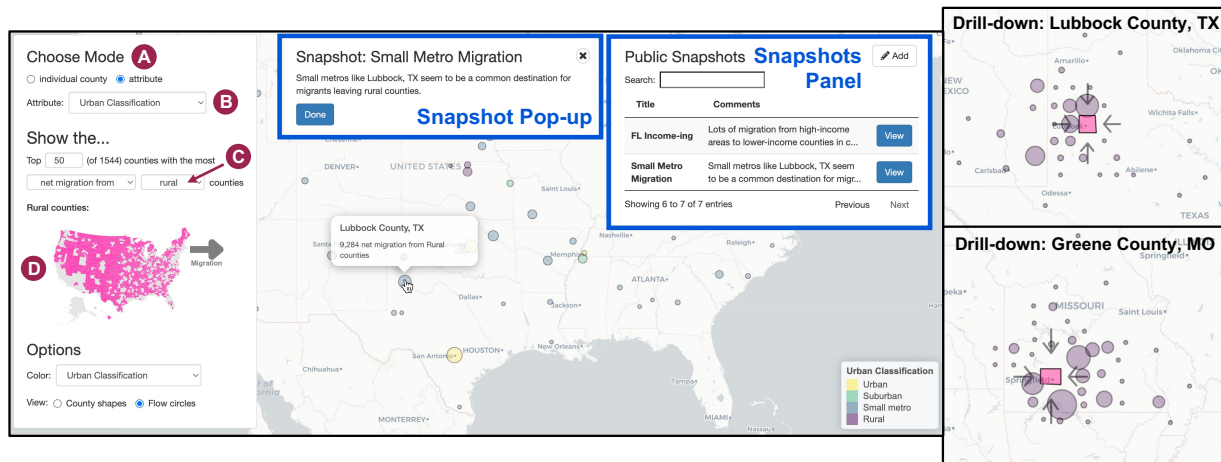 Choose Mode A
individual county attribute
Attribute: Urban Classification B
Show the...
Top 50 (of 1544) counties with the most C
net migration from rural counties
Rural counties:
D
Migration
Options
Color: Urban Classification
View: County shapes Flow circles
Snapshot: Small Metro Migration
Small metros like Lubbock, TX seem to be a common destination for
migrants leaving rural counties.
Done
Snapshot Pop-up
Public Snapshots
Snapshots
Panel
Add
Search:
Title Comments
FL Income-ing
Lots of migration from high-income
areas to lower-income counties in c...
View
Small Metro
Migration
Small metros like Lubbock, TX seem
to be a common destination for migr...
View
Showing 6 to 7 of 7 entries
Previous Next
DENVER
UNITED STATES
Saint Louis
Lubbock County, TX
9,284 net migration from Rural
counties
Santa
Nashville
Memphis
Raleigh
ATLANTA
Dallas
Jackson
San Antonio
HOUSTON
New Orleans
Chihuahua
Tampa
MONTERREY
MIAMI
Nassau
Urban Classification
Urban
Suburban
Small metro
Rural
Drill-down: Lubbock County, TX
Oklahoma Cit
OK
Amarillo
NEW
EXICO
Wichita Falls
Lubbock
Carlsbad
Abilene
Odessa
TEXAS
Drill-down: Greene County, MO
Springfield
peka
MISSOURI
Saint Louis
Springfield